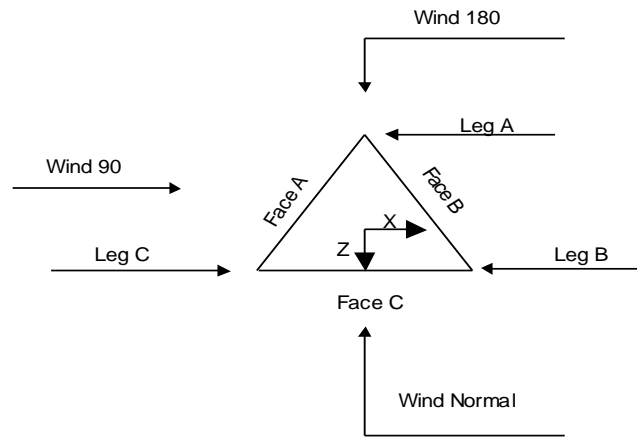 Wind 180
Leg A
Wind 90
Face A
Face B
X
Leg C
Z
Leg B
Face C
Wind Normal